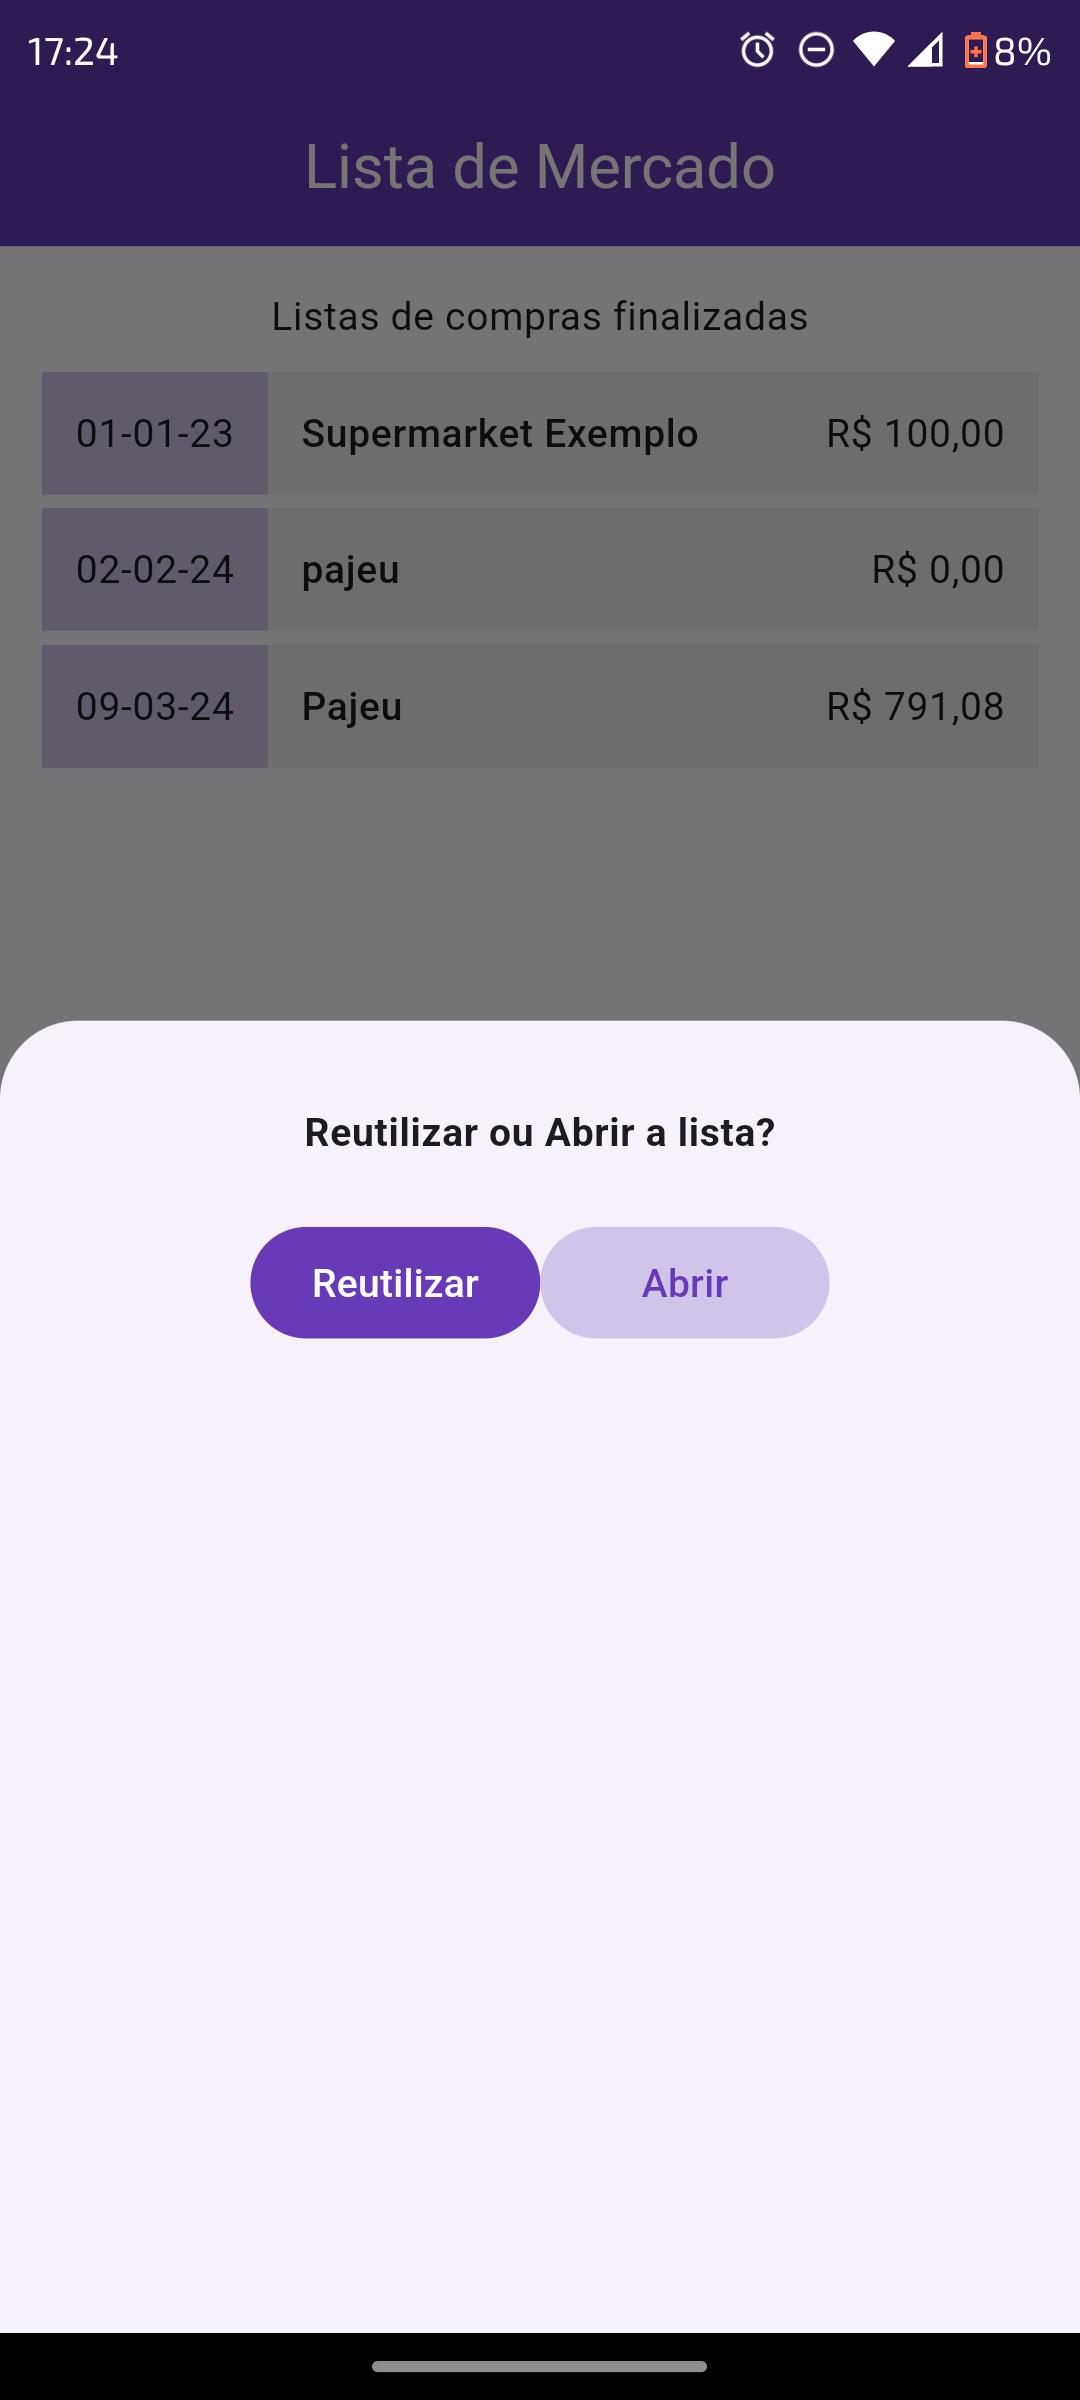 17:24 8%
Lista de Mercado
Listas de compras finalizadas
01-01-23 Supermarket Exemplo R$ 100,00
02-02-24 pajeu R$ 0,00
09-03-24 Pajeu R$ 791,08
Reutilizar ou Abrir a lista?
Reutilizar Abrir